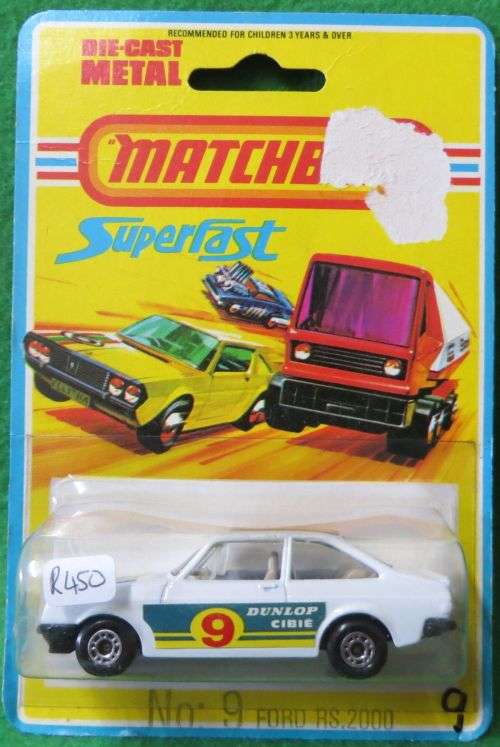 RECOMMENDED FOR CHILDREN 3 YEARS & OVER
DIE-CAST
METAL
"MATCHB
SUPERFAST
R450
9 DUNLOP
CIBIÉ
No: 9 FORD RS.2000
9